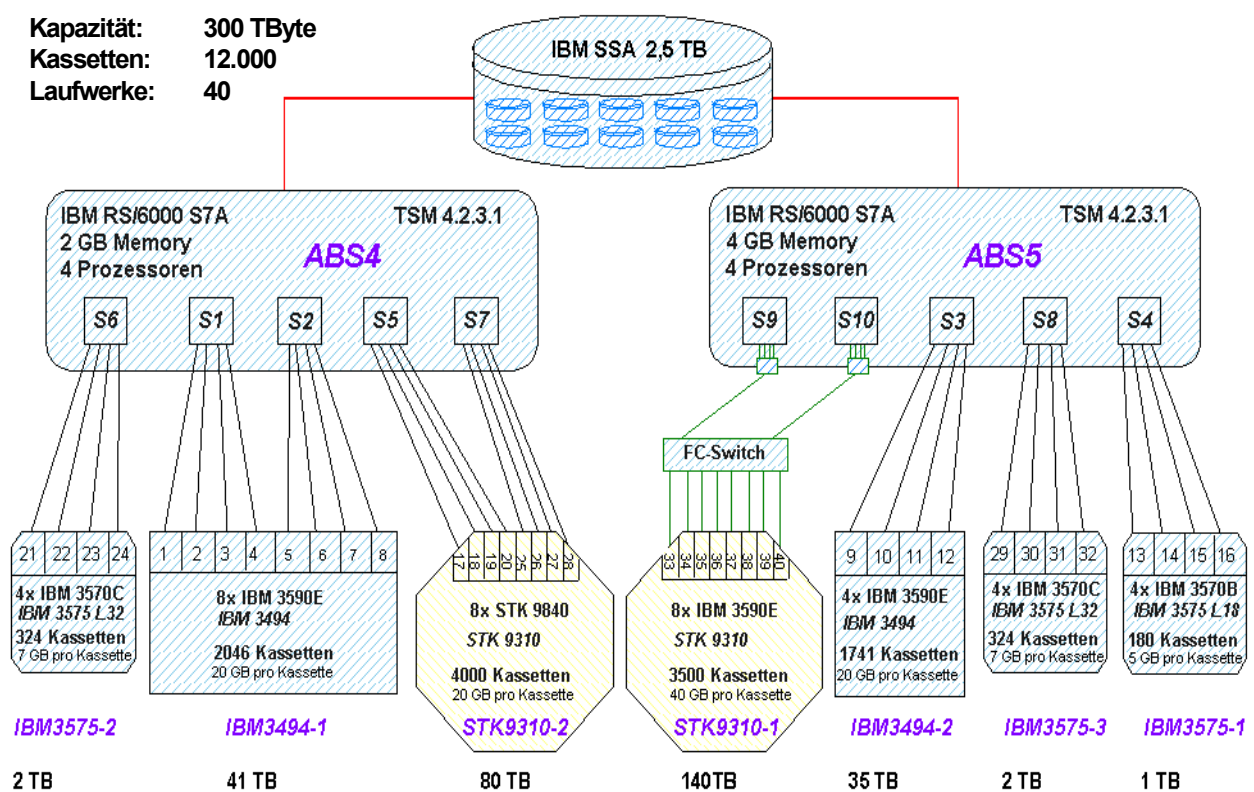 Kapazität: 300 TByte
Kassetten: 12.000
Laufwerke: 40
IBM SSA 2,5 TB
IBM RS/6000 S7A TSM 4.2.3.1
2 GB Memory
4 Prozessoren
ABS4
S6 S1 S2 S5 S7
IBM RS/6000 S7A TSM 4.2.3.1
4 GB Memory
4 Prozessoren
ABS5
S9 S10 S3 S8 S4
FC-Switch
21 22 23 24
4x IBM 3570C
IBM 3575 L32
324 Kassetten
7 GB pro Kassette
1 2 3 4 5 6 7 8
8x IBM 3590E
IBM 3494
2046 Kassetten
20 GB pro Kassette
17 18 19 20 25 26 27 28
8x STK 9840
STK 9310
4000 Kassetten
20 GB pro Kassette
33 34 35 36 37 38 39 40
8x IBM 3590E
STK 9310
3500 Kassetten
40 GB pro Kassette
9 10 11 12
4x IBM 3590E
IBM 3494
1741 Kassetten
20 GB pro Kassette
29 30 31 32
4x IBM 3570C
IBM 3575 L32
324 Kassetten
7 GB pro Kassette
13 14 15 16
4x IBM 3570B
IBM 3575 L18
180 Kassetten
5 GB pro Kassette
IBM3575-2 IBM3494-1 STK9310-2 STK9310-1 IBM3494-2 IBM3575-3 IBM3575-1
2 TB 41 TB 80 TB 140TB 35TB 2 TB 1 TB